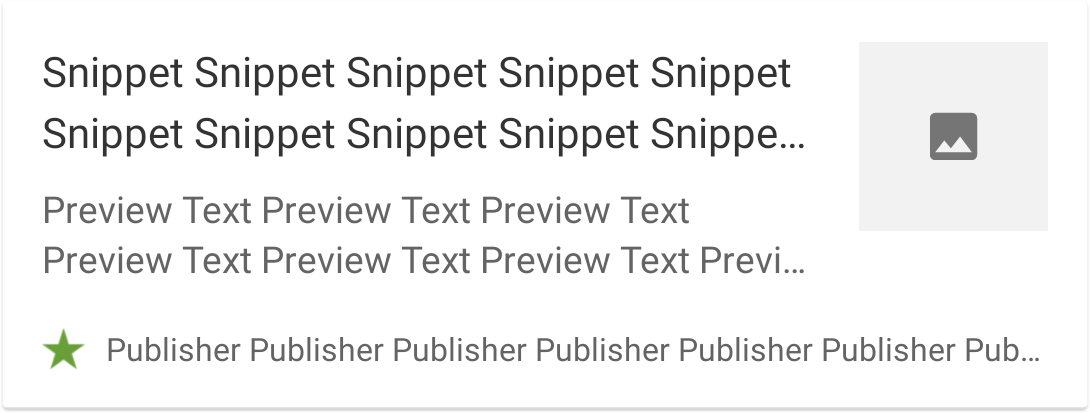 Snippet Snippet Snippet Snippet Snippet
Snippet Snippet Snippet Snippet Snippe...
Preview Text Preview Text Preview Text
Preview Text Preview Text Preview Text Previ...
Publisher Publisher Publisher Publisher Publisher Publisher Pub...